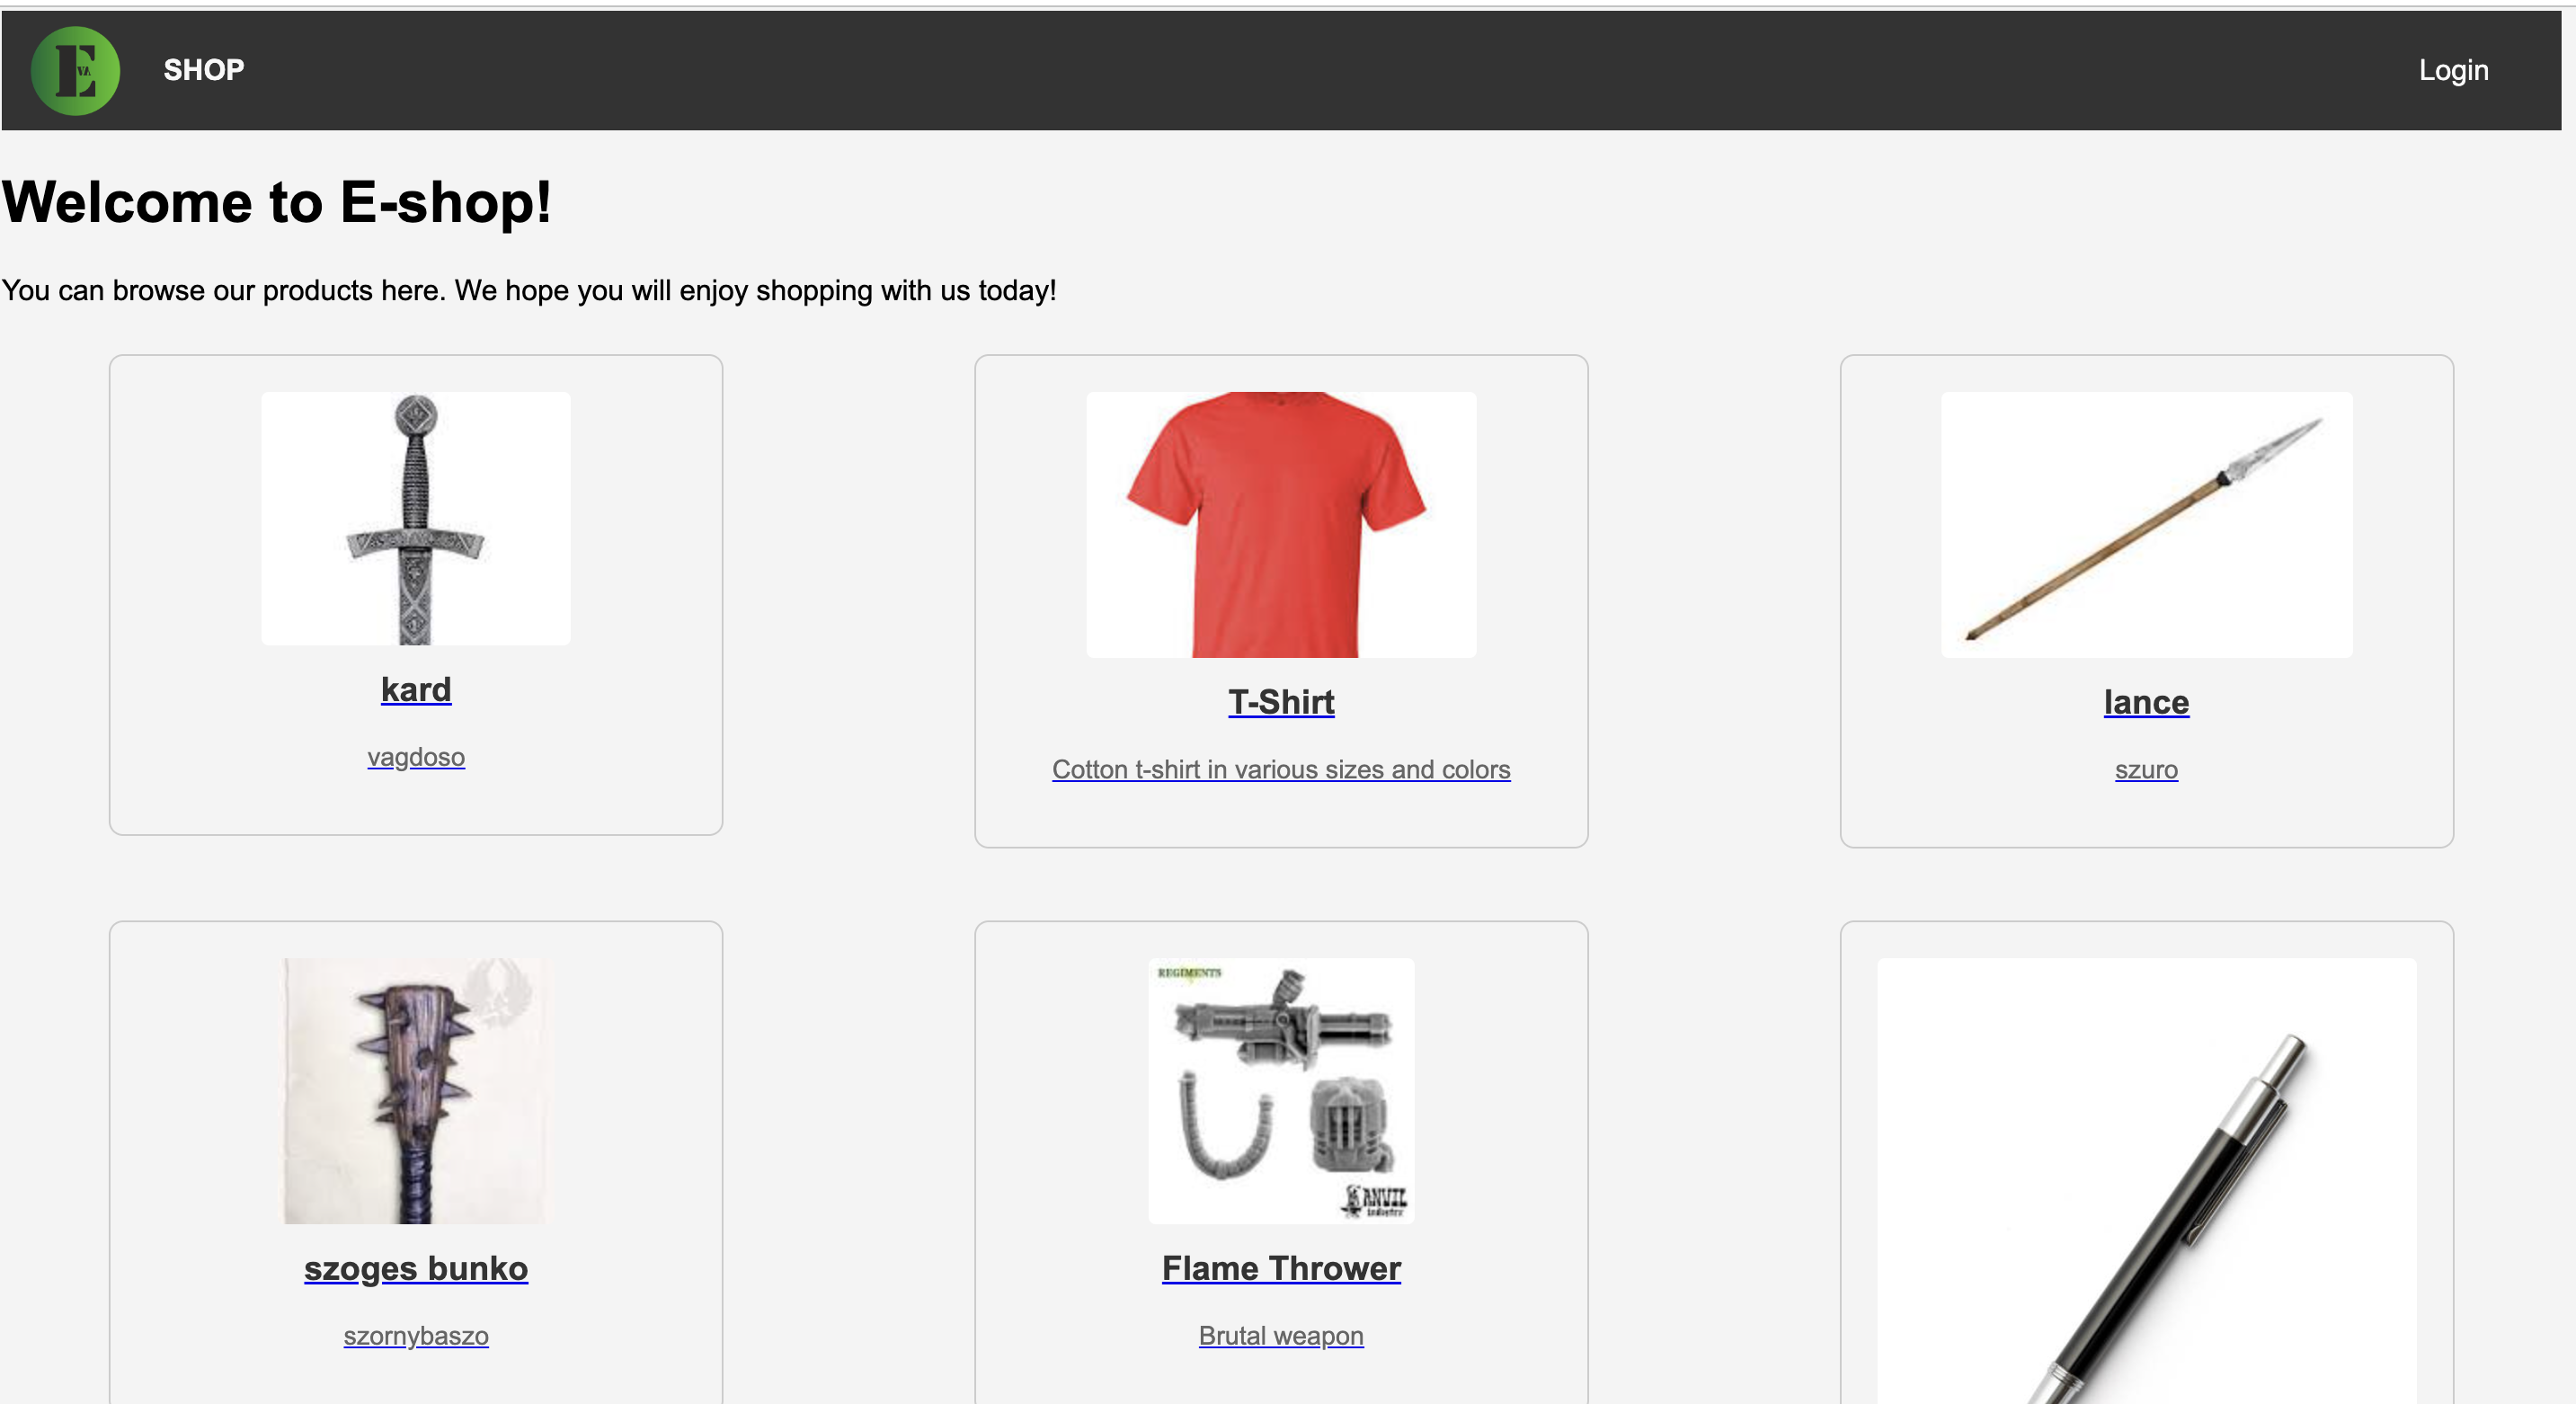 E
VA
SHOP
Login
Welcome to E-shop!
You can browse our products here. We hope you will enjoy shopping with us today!
kard
vagdoso
T-Shirt
Cotton t-shirt in various sizes and colors
lance
szuro
REGIMENTS
ANVIL
industry
szoges bunko
szornybaszo
Flame Thrower
Brutal weapon